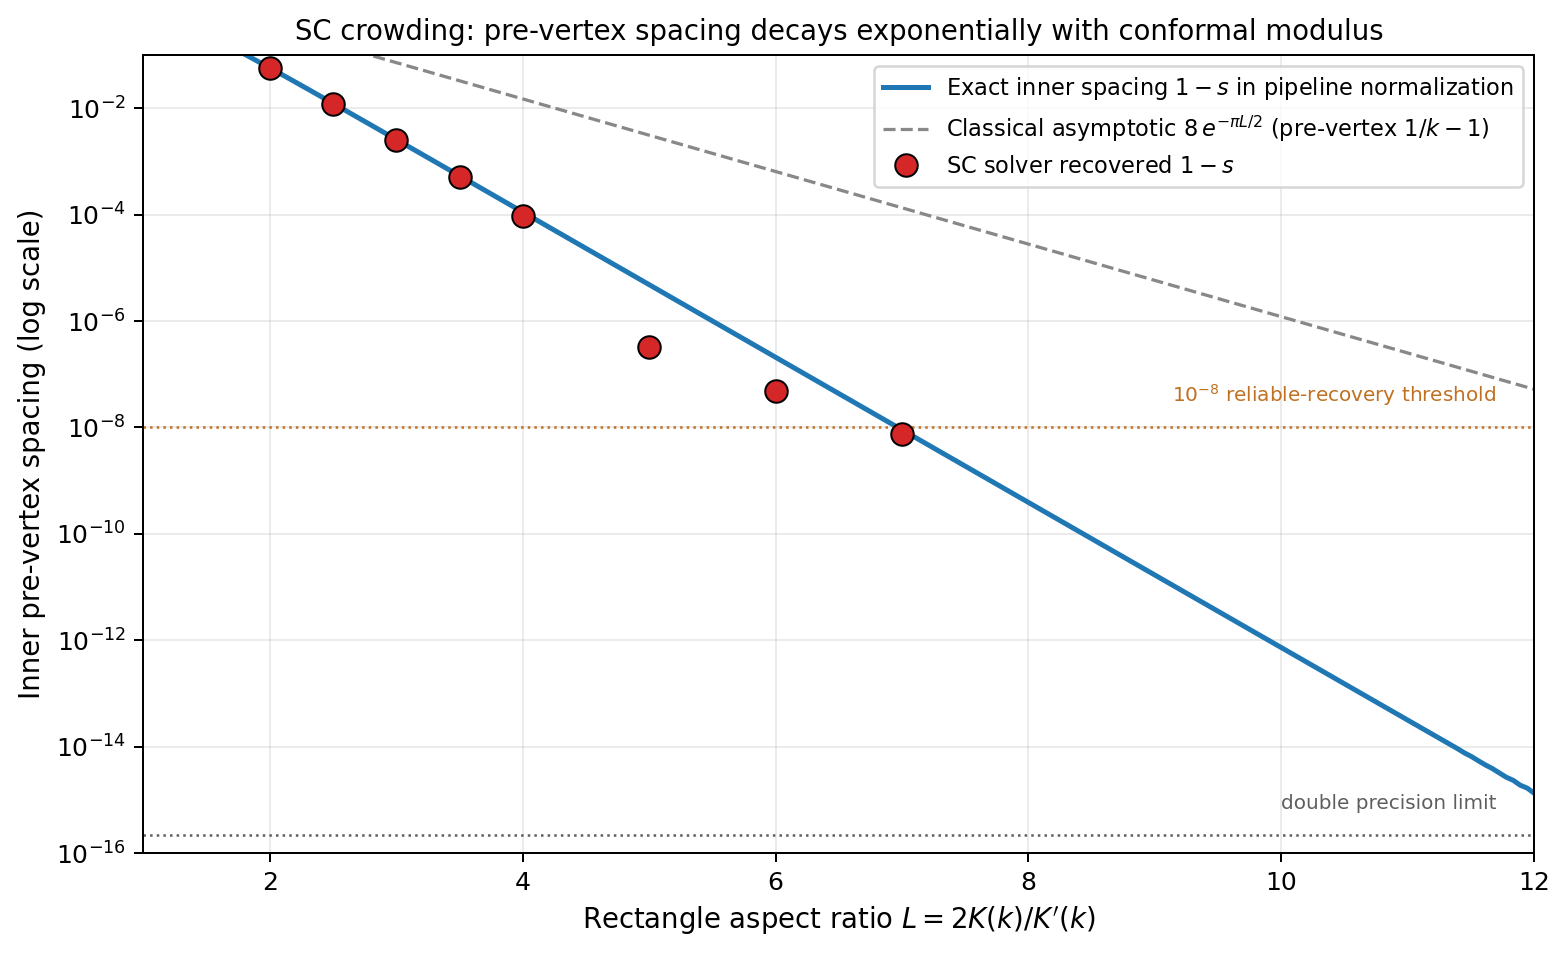 SC crowding: pre-vertex spacing decays exponentially with conformal modulus
Exact inner spacing 1 − s in pipeline normalization
Classical asymptotic 8 e^{−πL/2} (pre-vertex 1/k − 1)
SC solver recovered 1 − s
Inner pre-vertex spacing (log scale)
10^{−2}
10^{−4}
10^{−6}
10^{−8}
10^{−10}
10^{−12}
10^{−14}
10^{−16}
10^{−8} reliable-recovery threshold
double precision limit
2 4 6 8 10 12
Rectangle aspect ratio L = 2K(k)/K′(k)